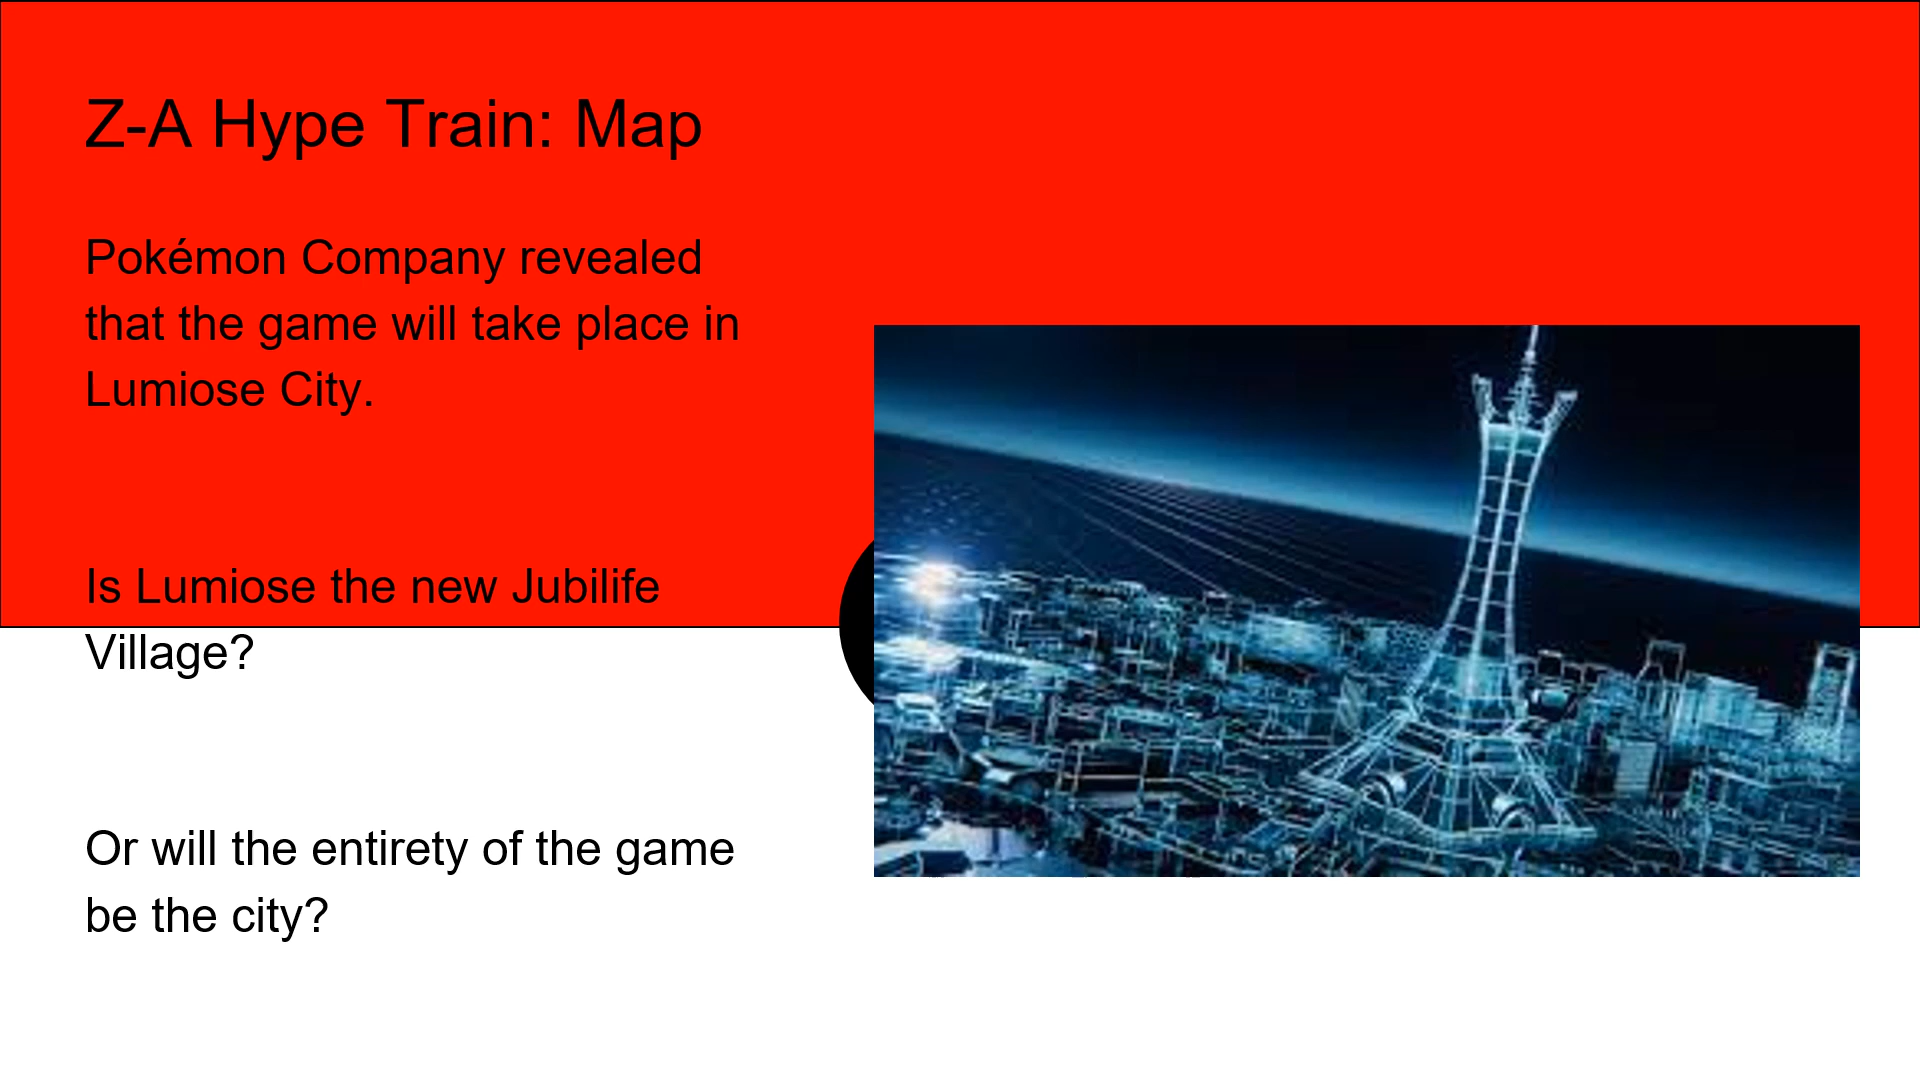 Z-A Hype Train: Map
Pokémon Company revealed
that the game will take place in
Lumiose City.
Is Lumiose the new Jubilife
Village?
Or will the entirety of the game
be the city?